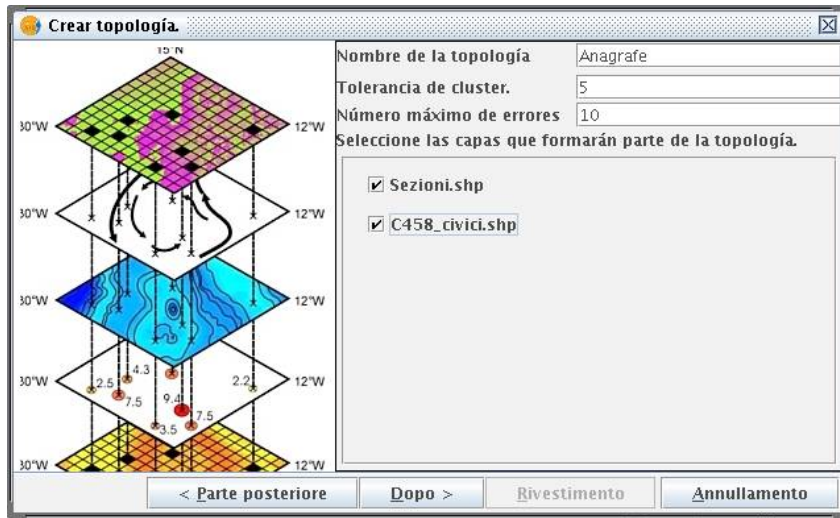 Crear topología.
15°N
Nombre de la topología
Anagrafe
Tolerancia de cluster.
5
Número máximo de errores
10
Seleccione las capas que formarán parte de la topología.
Sezioni.shp
C458_civici.shp
30°W
12°W
30°W
30°W
12°W
30°W
12°W
4.3
2.5
7.5
9.4
2.2
3.5
7.5
30°W
12°W
< Parte posteriore
Dopo >
Rivestimento
Annullamento